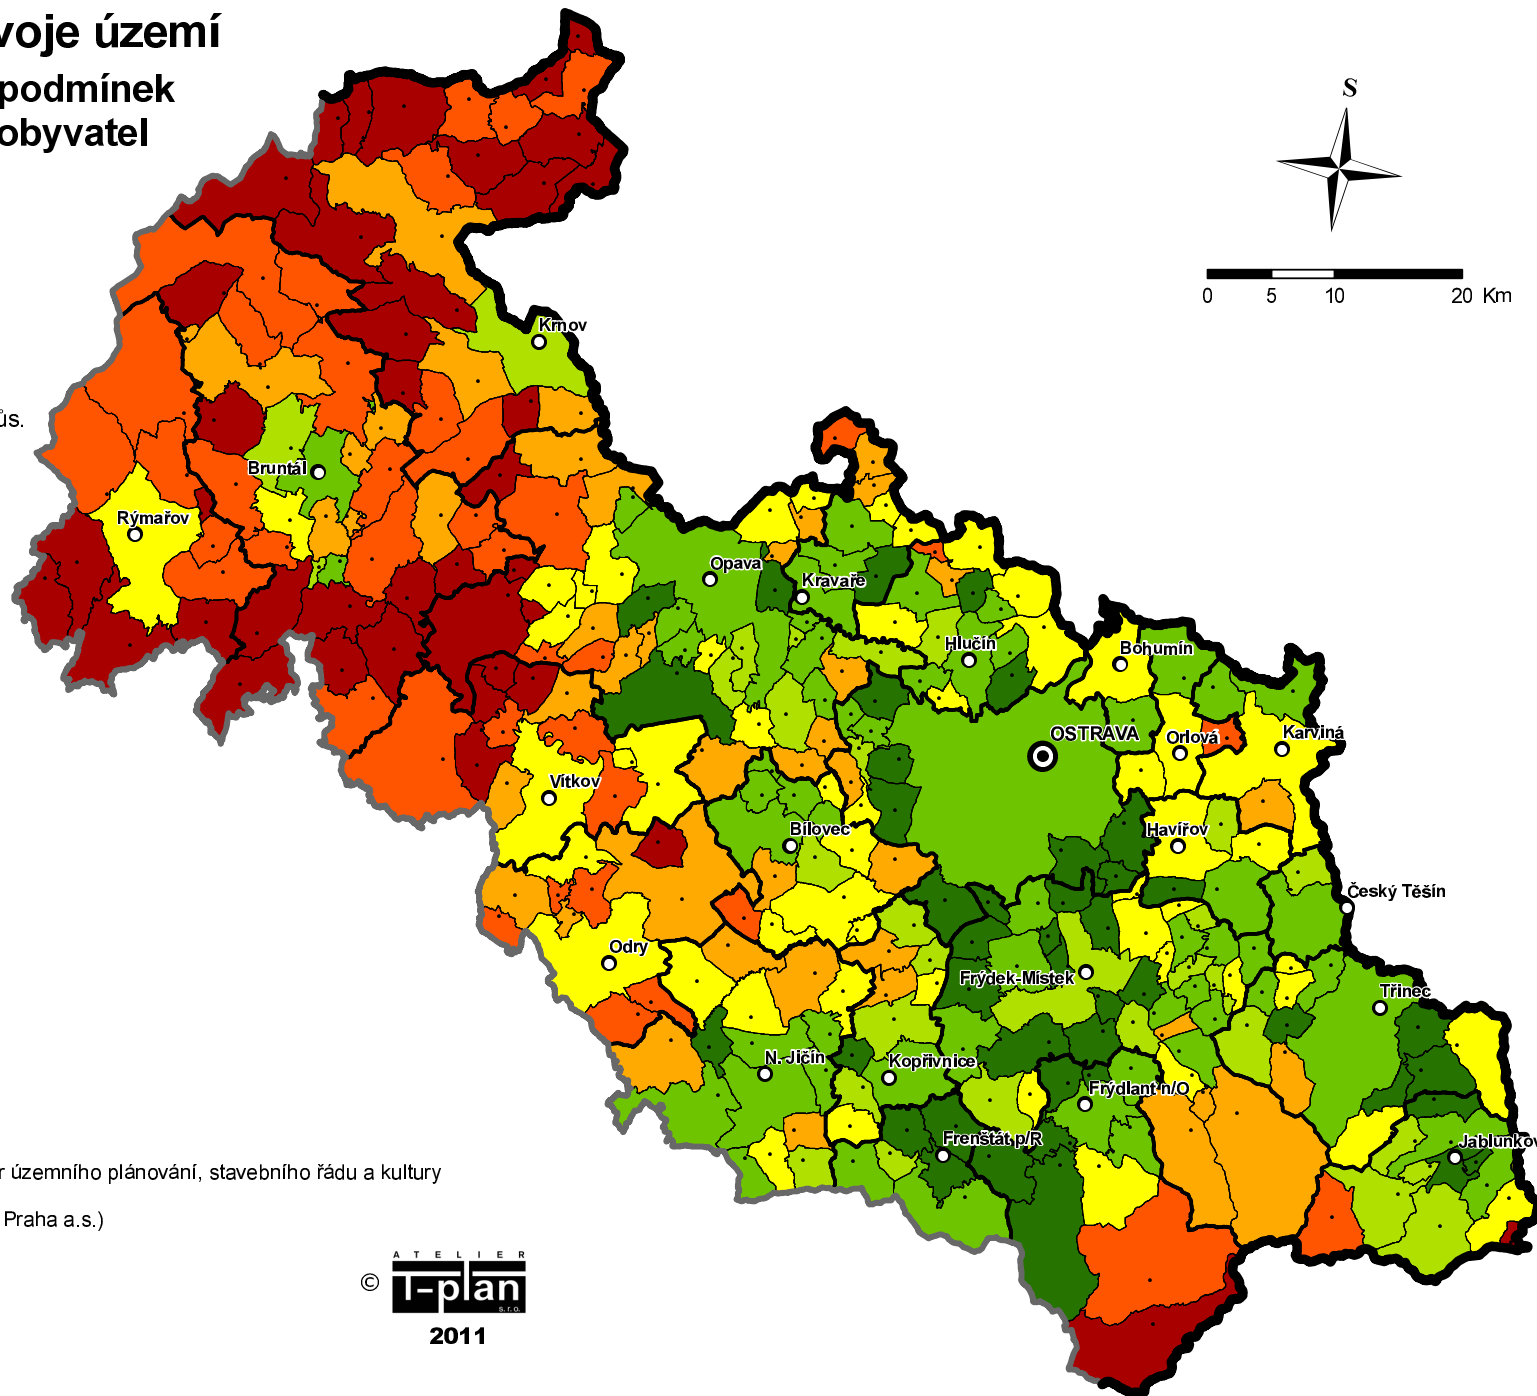 voje území
podmínek
obyvatel
S
0 5 10 20 Km
Krnov
ůs.
Bruntál
Rýmařov
Opava
Kravaře
Hlučín
Bohumín
OSTRAVA
Orlová
Karviná
Vítkov
Bílovec
Havířov
Český Těšín
Odry
Frýdek-Místek
Třinec
N. Jičín
Kopřivnice
Frýdlant n/O
Frenštát p/R
Jablunkov
r územního plánování, stavebního řádu a kultury
Praha a.s.)
ATELIER
© T-plan
s.r.o.
2011